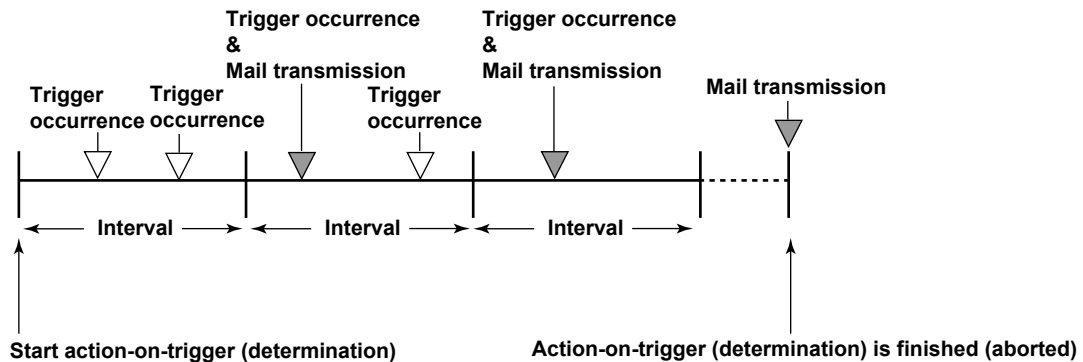 Trigger occurrence
&
Mail transmission
Trigger occurrence
&
Mail transmission
Mail transmission
Trigger
occurrence
Trigger
occurrence
Trigger
occurrence
Interval
Interval
Interval
Start action-on-trigger (determination)
Action-on-trigger (determination) is finished (aborted)